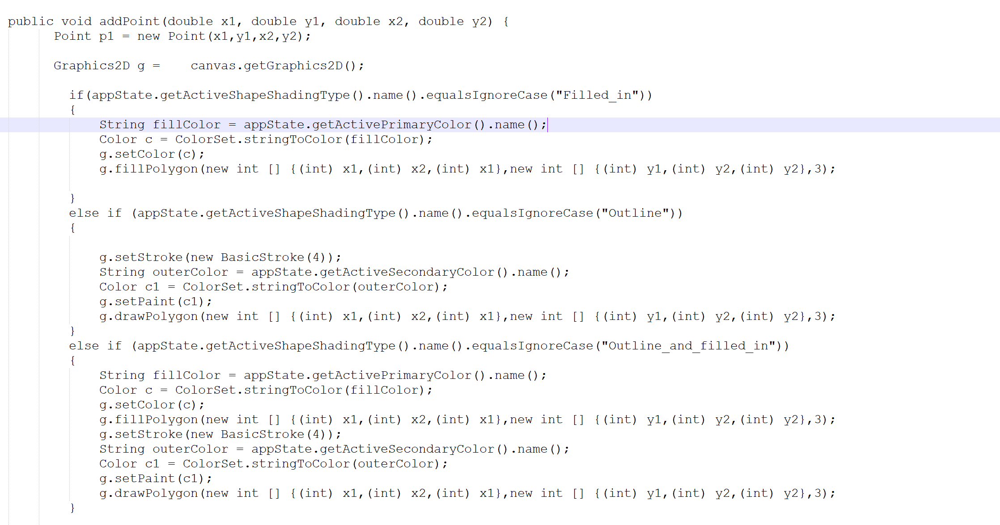 public void addPoint(double x1, double y1, double x2, double y2) {
Point p1 = new Point(x1,y1,x2,y2);
Graphics2D g =    canvas.getGraphics2D();
if(appState.getActiveShapeShadingType().name().equalsIgnoreCase("Filled_in"))
{
String fillColor = appState.getActivePrimaryColor().name();
Color c = ColorSet.stringToColor(fillColor);
g.setColor(c);
g.fillPolygon(new int [] {(int) x1,(int) x2,(int) x1},new int [] {(int) y1,(int) y2,(int) y2},3);
}
else if (appState.getActiveShapeShadingType().name().equalsIgnoreCase("Outline"))
{
g.setStroke(new BasicStroke(4));
String outerColor = appState.getActiveSecondaryColor().name();
Color c1 = ColorSet.stringToColor(outerColor);
g.setPaint(c1);
g.drawPolygon(new int [] {(int) x1,(int) x2,(int) x1},new int [] {(int) y1,(int) y2,(int) y2},3);
}
else if (appState.getActiveShapeShadingType().name().equalsIgnoreCase("Outline_and_filled_in"))
{
String fillColor = appState.getActivePrimaryColor().name();
Color c = ColorSet.stringToColor(fillColor);
g.setColor(c);
g.fillPolygon(new int [] {(int) x1,(int) x2,(int) x1},new int [] {(int) y1,(int) y2,(int) y2},3);
g.setStroke(new BasicStroke(4));
String outerColor = appState.getActiveSecondaryColor().name();
Color c1 = ColorSet.stringToColor(outerColor);
g.setPaint(c1);
g.drawPolygon(new int [] {(int) x1,(int) x2,(int) x1},new int [] {(int) y1,(int) y2,(int) y2},3);
}